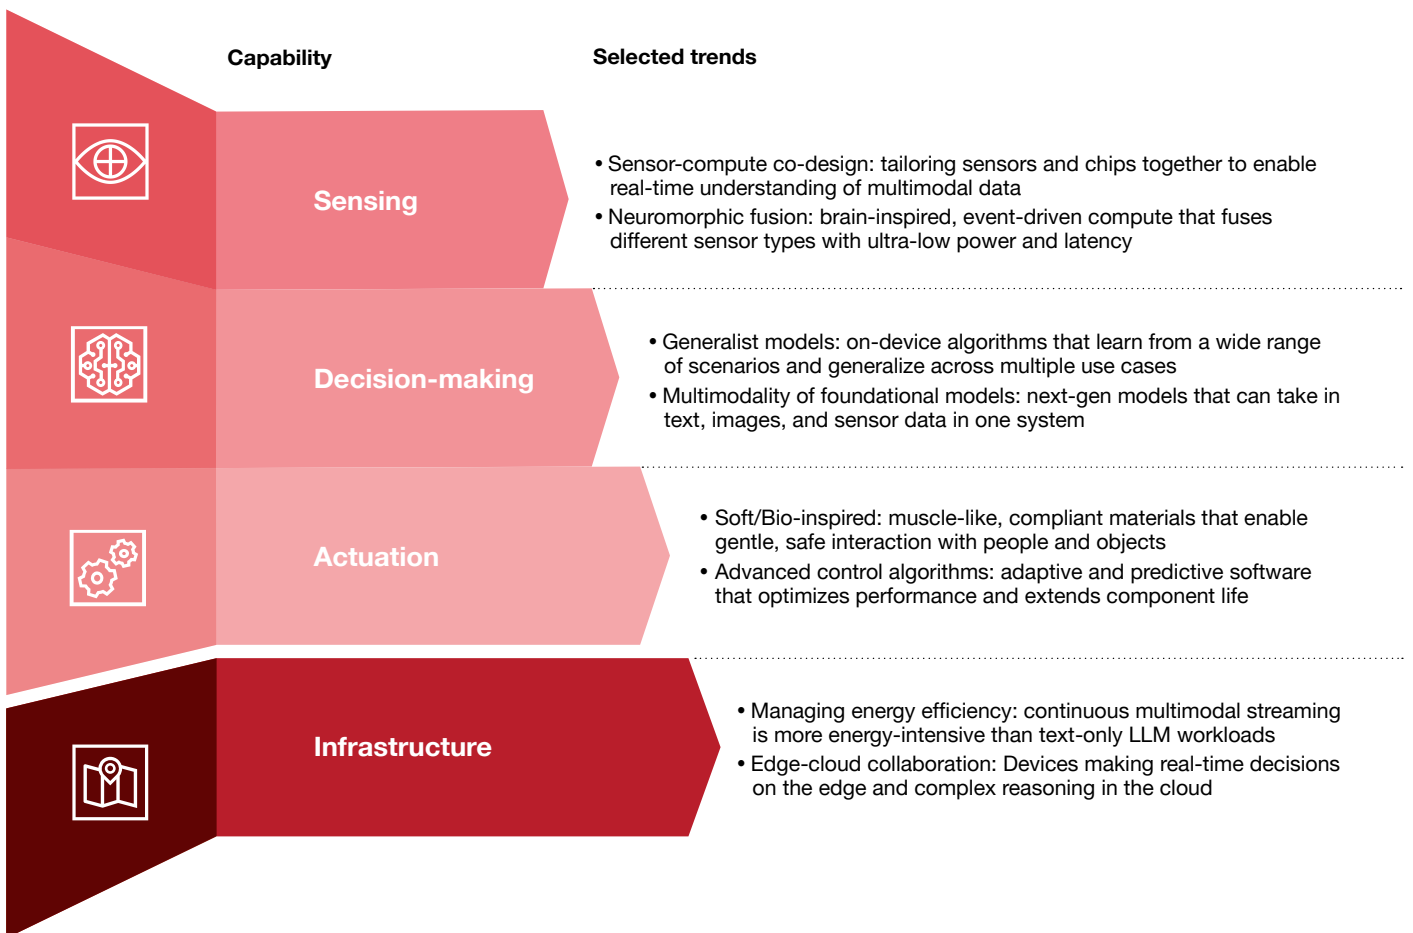 Capability
Selected trends
Sensing
• Sensor-compute co-design: tailoring sensors and chips together to enable
real-time understanding of multimodal data
• Neuromorphic fusion: brain-inspired, event-driven compute that fuses
different sensor types with ultra-low power and latency
Decision-making
• Generalist models: on-device algorithms that learn from a wide range
of scenarios and generalize across multiple use cases
• Multimodality of foundational models: next-gen models that can take in
text, images, and sensor data in one system
Actuation
• Soft/Bio-inspired: muscle-like, compliant materials that enable
gentle, safe interaction with people and objects
• Advanced control algorithms: adaptive and predictive software
that optimizes performance and extends component life
Infrastructure
• Managing energy efficiency: continuous multimodal streaming
is more energy-intensive than text-only LLM workloads
• Edge-cloud collaboration: Devices making real-time decisions
on the edge and complex reasoning in the cloud